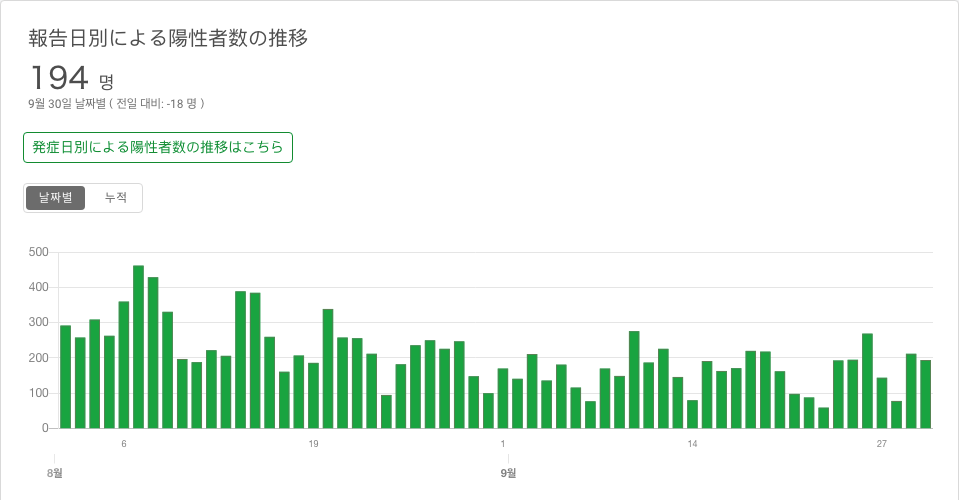 報告日別による陽性者数の推移
194 명
9월 30일 날짜별 ( 전일 대비: -18 명 )
発症日別による陽性者数の推移はこちら
날짜별 누적
500
400
300
200
100
0
6 19 1 14 27
8월 9월